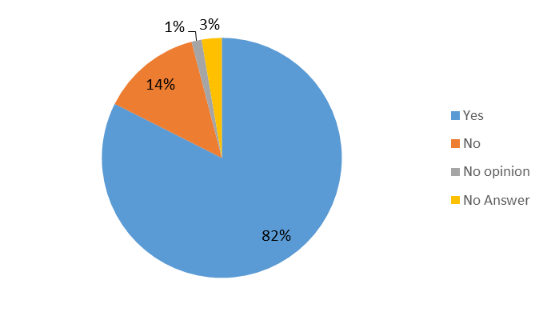 1%
3%
14%
82%
Yes
No
No opinion
No Answer